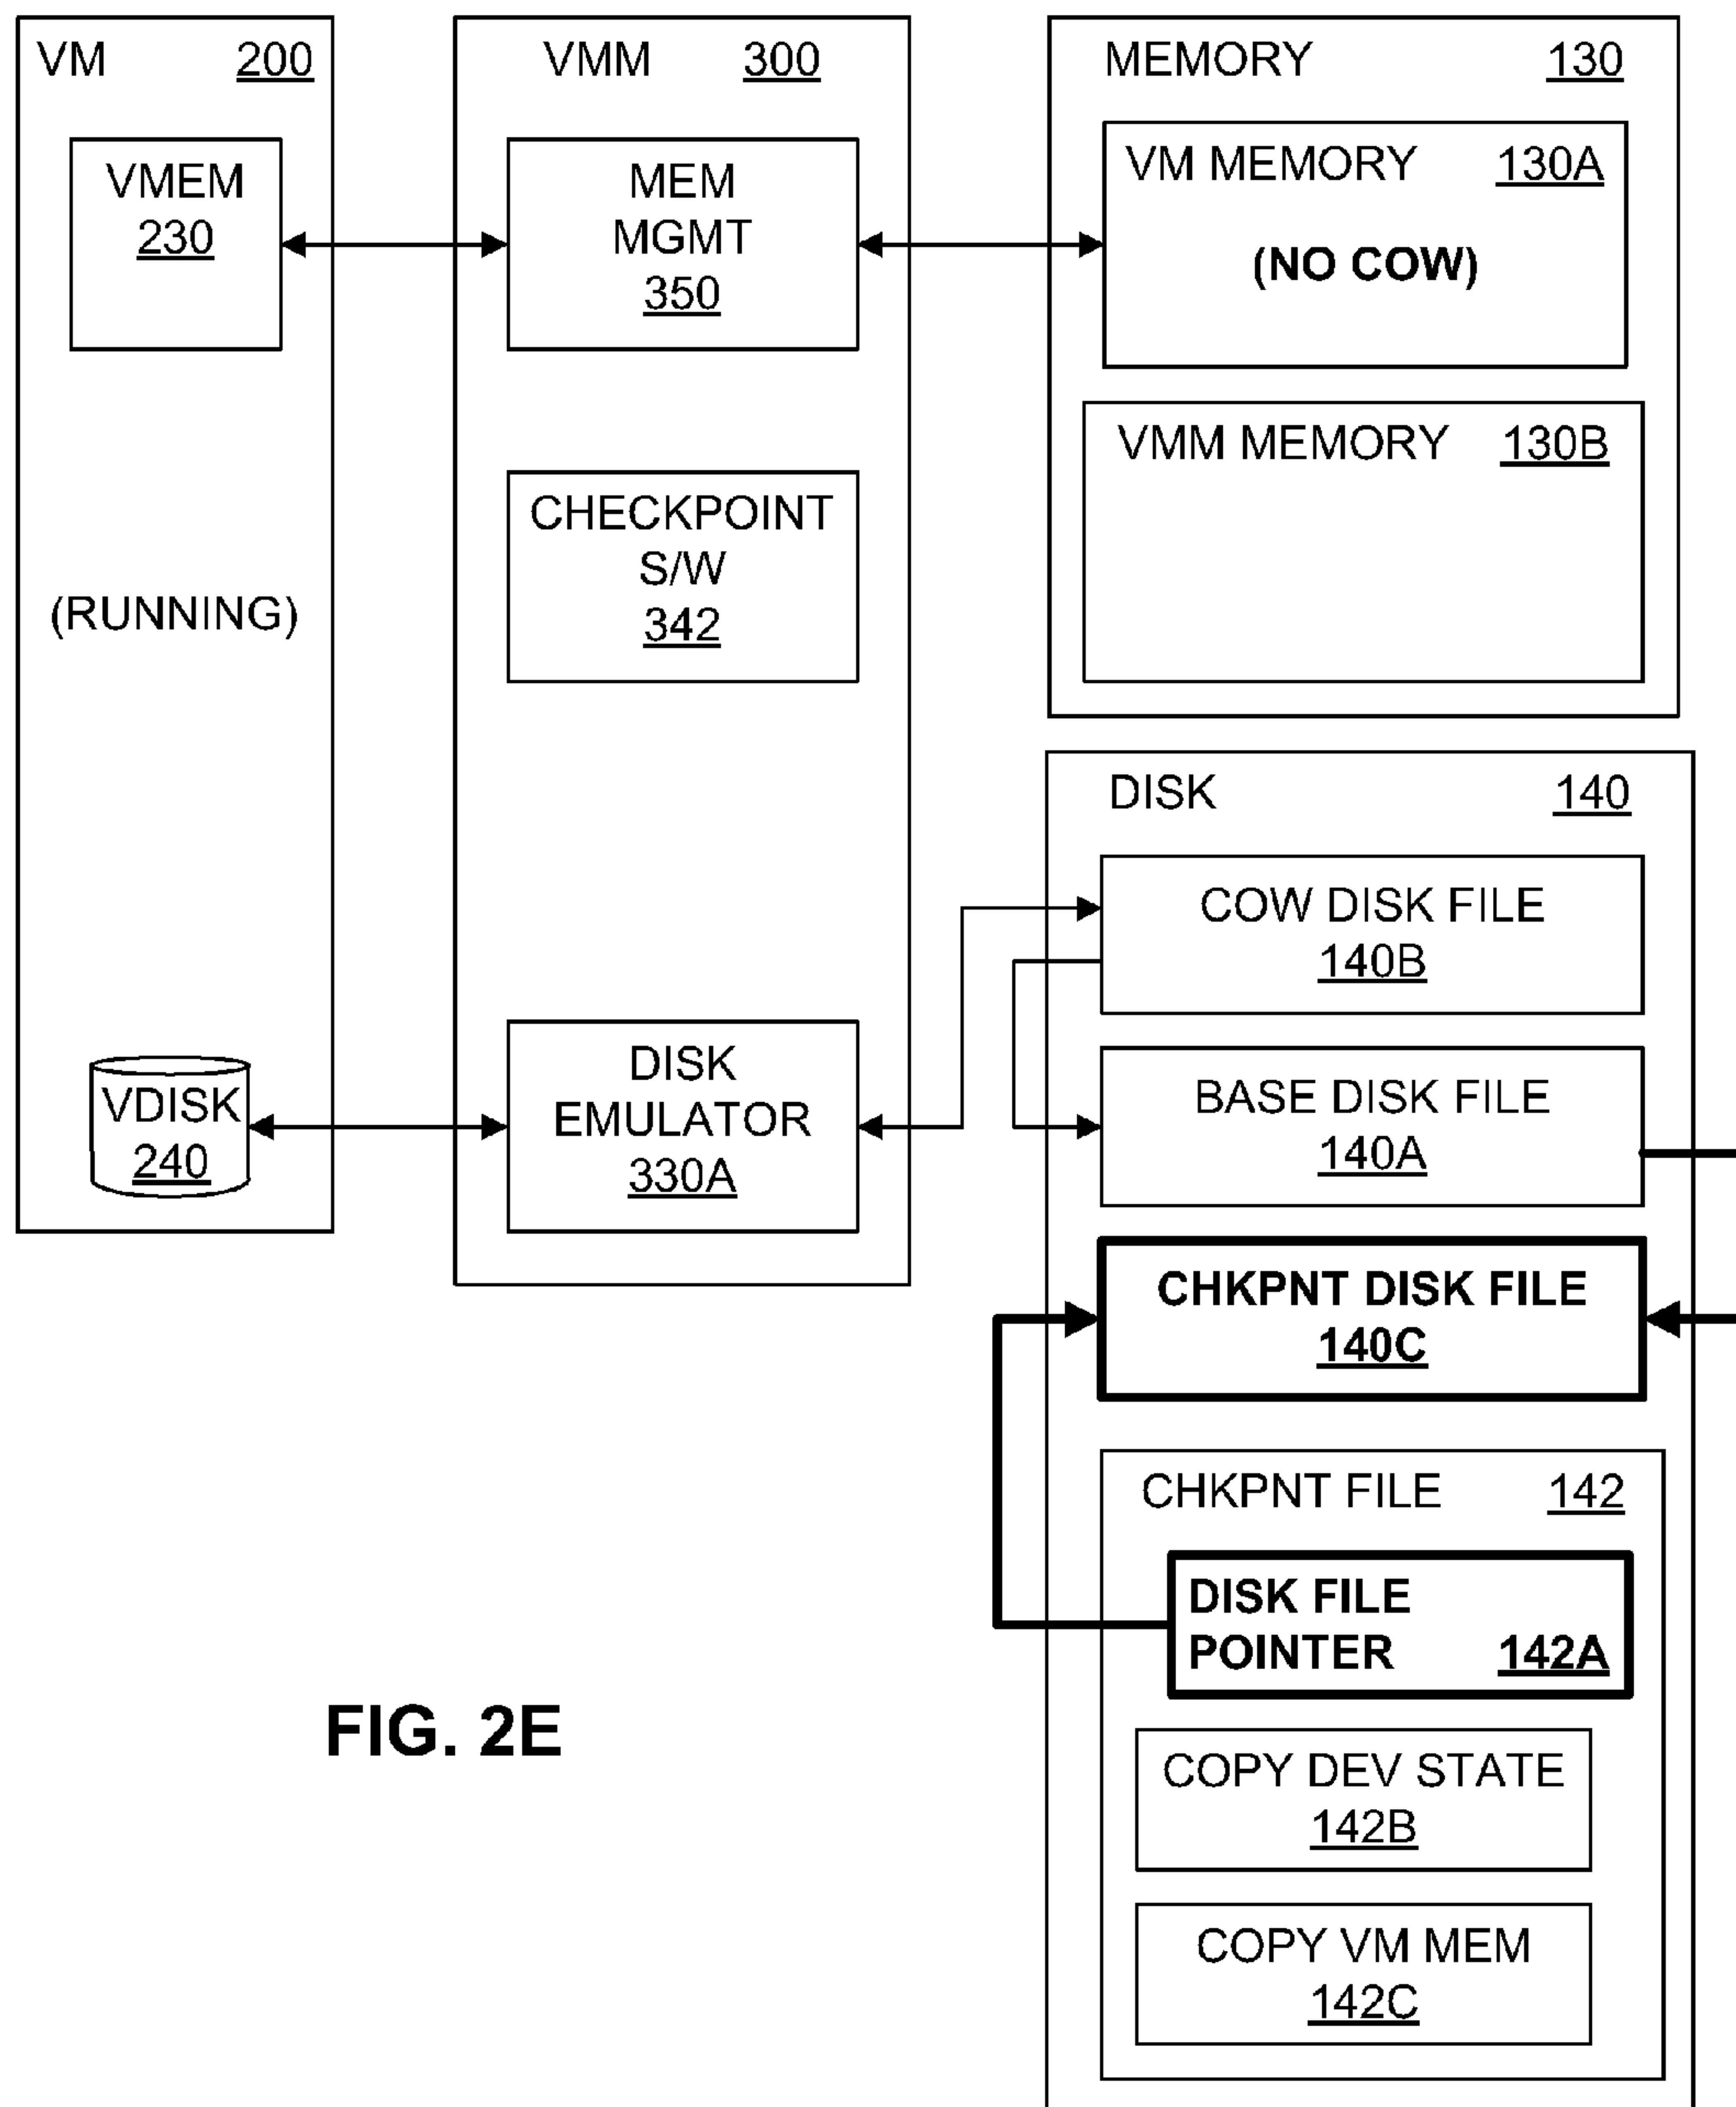 VM 200
VMEM
230
(RUNNING)
VDISK
240
VMM 300
MEM
MGMT
350
CHECKPOINT
S/W
342
DISK
EMULATOR
330A
MEMORY 130
VM MEMORY 130A
(NO COW)
VMM MEMORY 130B
DISK 140
COW DISK FILE
140B
BASE DISK FILE
140A
CHKPNT DISK FILE
140C
CHKPNT FILE 142
DISK FILE
POINTER 142A
COPY DEV STATE
142B
COPY VM MEM
142C
FIG. 2E